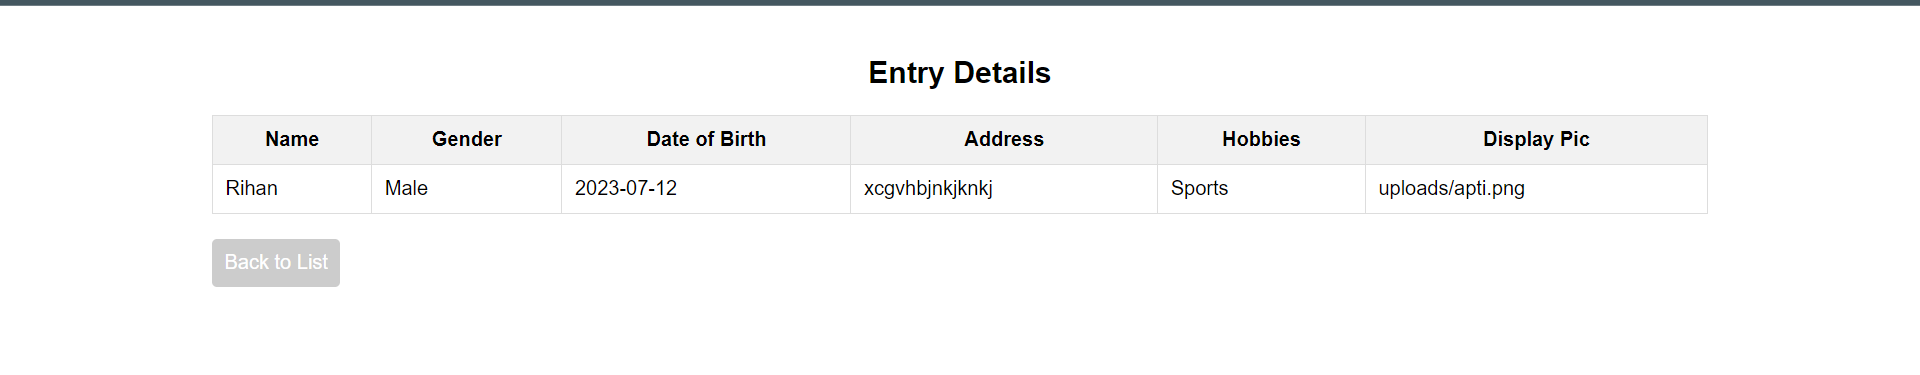 Entry Details
Name Gender Date of Birth Address Hobbies Display Pic
Rihan Male 2023-07-12 xcgvhbjnkjknkj Sports uploads/apti.png
Back to List